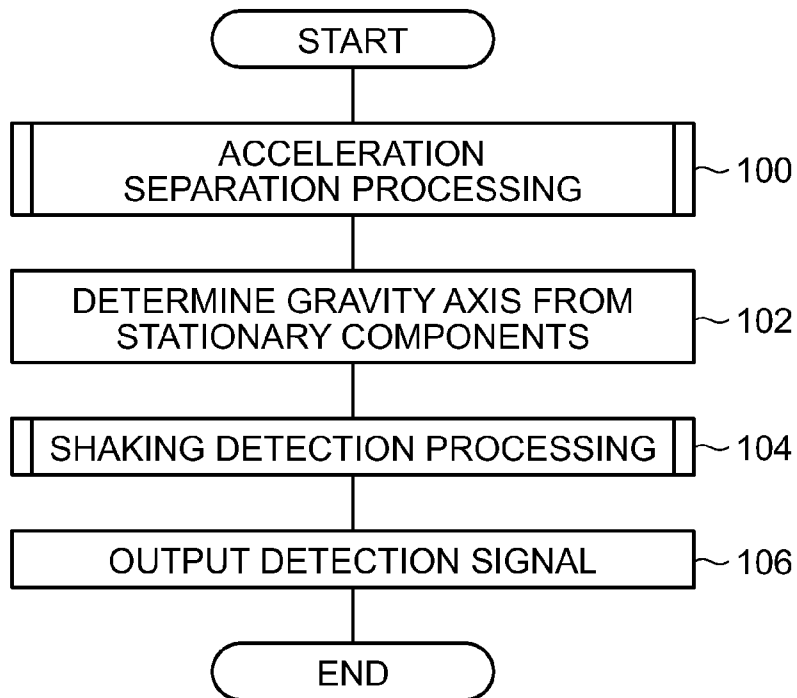 START
ACCELERATION
SEPARATION PROCESSING
100
DETERMINE GRAVITY AXIS FROM
STATIONARY COMPONENTS
102
SHAKING DETECTION PROCESSING
104
OUTPUT DETECTION SIGNAL
106
END